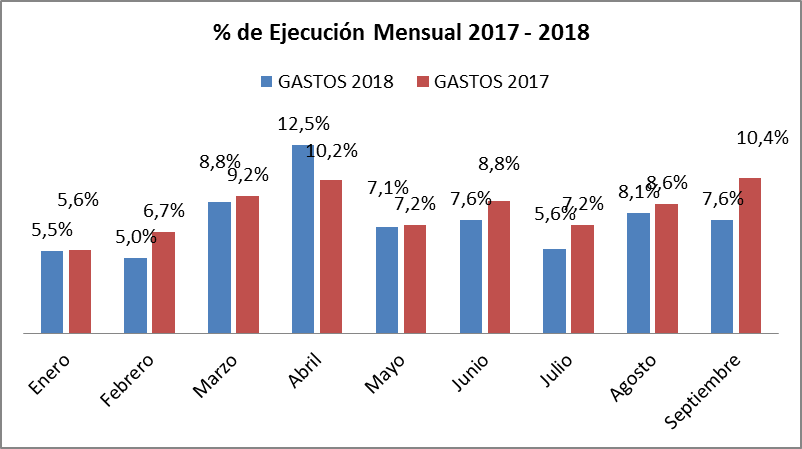 % de Ejecución Mensual 2017 - 2018
GASTOS 2018 GASTOS 2017
5,5% 5,6%
5,0% 6,7%
8,8% 9,2%
12,5% 10,2%
7,1% 7,2%
7,6% 8,8%
5,6% 7,2%
8,1% 8,6%
7,6% 10,4%
Enero
Febrero
Marzo
Abril
Mayo
Junio
Julio
Agosto
Septiembre